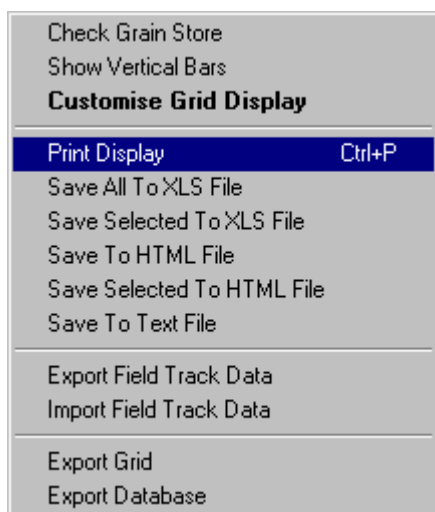 Check Grain Store
Show Vertical Bars
Customise Grid Display
Print Display Ctrl+P
Save All To XLS File
Save Selected To XLS File
Save To HTML File
Save Selected To HTML File
Save To Text File
Export Field Track Data
Import Field Track Data
Export Grid
Export Database